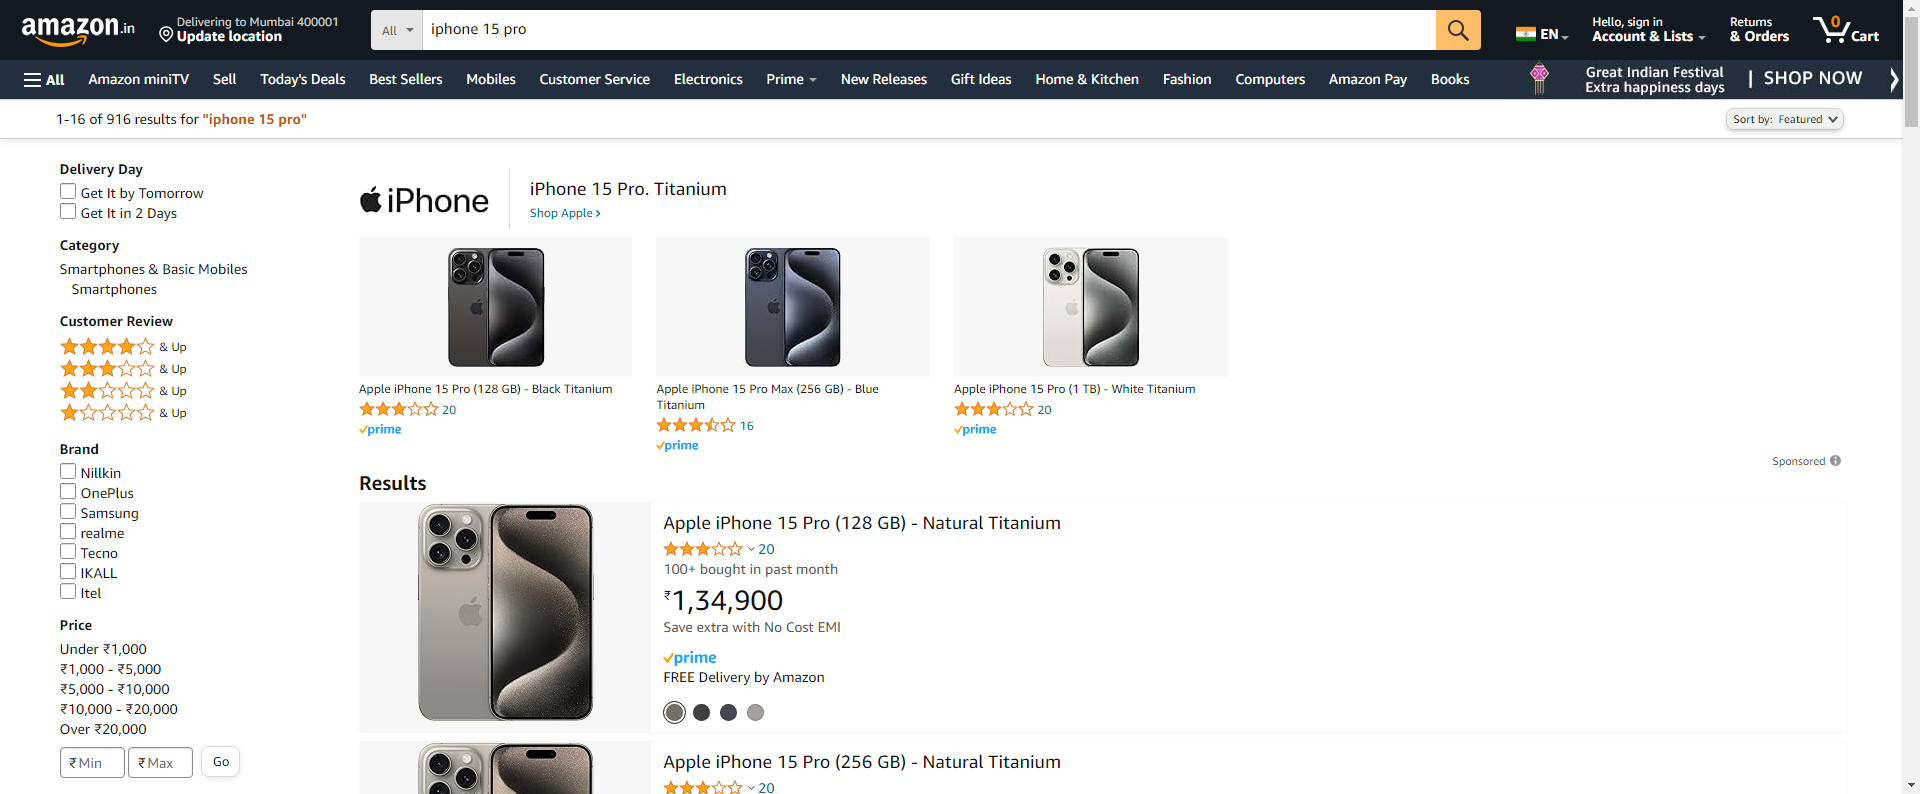 amazon.in
Delivering to Mumbai 400001
Update location
All
iphone 15 pro
EN
Hello, sign in
Account & Lists
Returns
& Orders
0
Cart
All
Amazon miniTV
Sell
Today's Deals
Best Sellers
Mobiles
Customer Service
Electronics
Prime
New Releases
Gift Ideas
Home & Kitchen
Fashion
Computers
Amazon Pay
Books
Great Indian Festival
Extra happiness days
| SHOP NOW
1-16 of 916 results for "iphone 15 pro"
Sort by: Featured
Delivery Day
Get It by Tomorrow
Get It in 2 Days
Category
Smartphones & Basic Mobiles
Smartphones
Customer Review
& Up
& Up
& Up
& Up
Brand
Nillkin
OnePlus
Samsung
realme
Tecno
IKALL
Itel
Price
Under ₹1,000
₹1,000 - ₹5,000
₹5,000 - ₹10,000
₹10,000 - ₹20,000
Over ₹20,000
₹ Min
₹ Max
Go
iPhone
iPhone 15 Pro. Titanium
Shop Apple ›
Apple iPhone 15 Pro (128 GB) - Black Titanium
20
prime
Apple iPhone 15 Pro Max (256 GB) - Blue
Titanium
16
prime
Apple iPhone 15 Pro (1 TB) - White Titanium
20
prime
Sponsored
Results
Apple iPhone 15 Pro (128 GB) - Natural Titanium
20
100+ bought in past month
₹1,34,900
Save extra with No Cost EMI
prime
FREE Delivery by Amazon
Apple iPhone 15 Pro (256 GB) - Natural Titanium
20